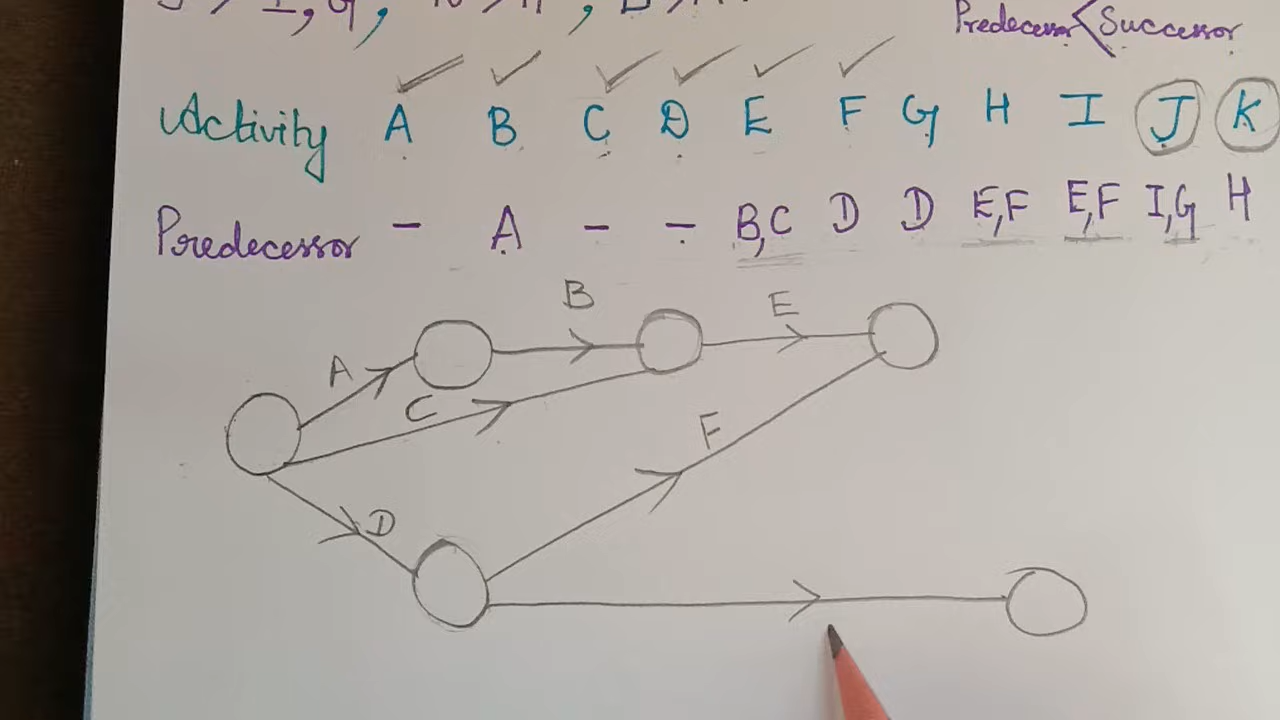 J > I, G,
Predecessor < Successor
Activity A B C D E F G H I J K
Predecessor - A - - B,C D D E,F E,F I,G H
B
E
A
C
F
D